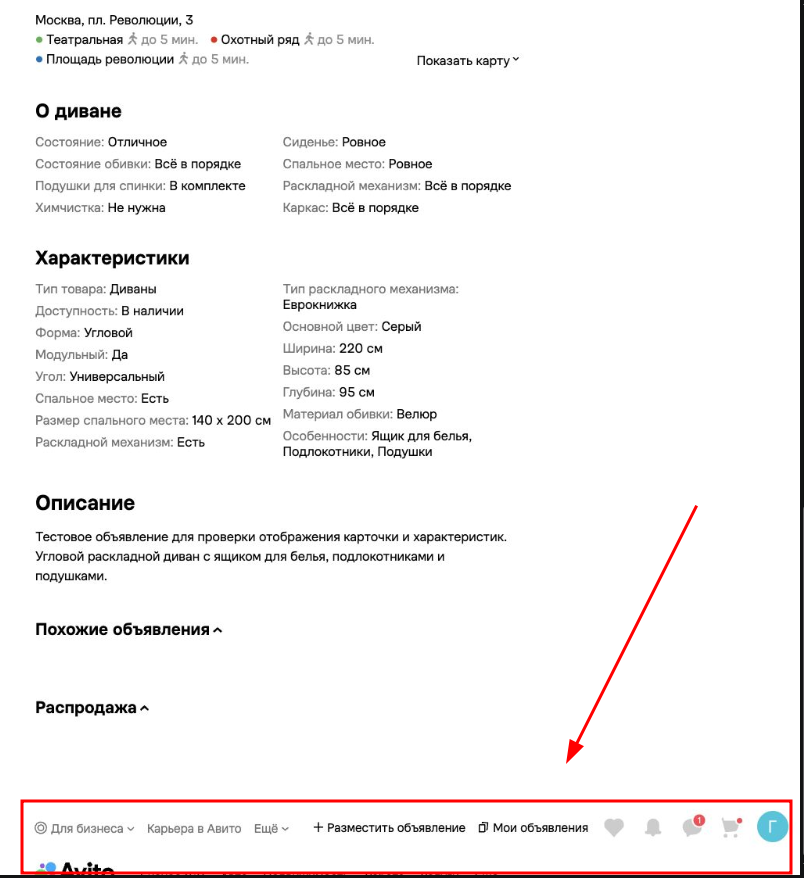 Москва, пл. Революции, 3
Театральная до 5 мин. Охотный ряд до 5 мин.
Площадь революции до 5 мин.
Показать карту
О диване
Состояние: Отличное
Состояние обивки: Всё в порядке
Подушки для спинки: В комплекте
Химчистка: Не нужна
Сиденье: Ровное
Спальное место: Ровное
Раскладной механизм: Всё в порядке
Каркас: Всё в порядке
Характеристики
Тип товара: Диваны
Доступность: В наличии
Форма: Угловой
Модульный: Да
Угол: Универсальный
Спальное место: Есть
Размер спального места: 140 x 200 см
Раскладной механизм: Есть
Тип раскладного механизма:
Еврокнижка
Основной цвет: Серый
Ширина: 220 см
Высота: 85 см
Глубина: 95 см
Материал обивки: Велюр
Особенности: Ящик для белья,
Подлокотники, Подушки
Описание
Тестовое объявление для проверки отображения карточки и характеристик.
Угловой раскладной диван с ящиком для белья, подлокотниками и
подушками.
Похожие объявления
Распродажа
Для бизнеса Карьера в Авито Ещё + Разместить объявление Мои объявления 1 Г
Avito